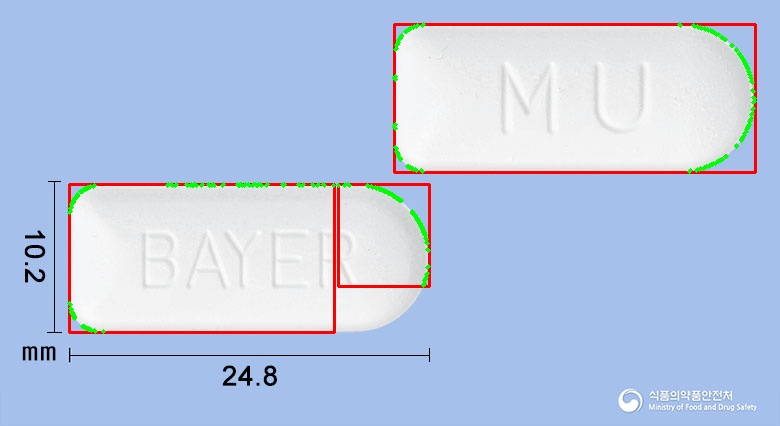 MU
BAYER
10.2
mm
24.8
식품의약품안전처
Ministry of Food and Drug Safety